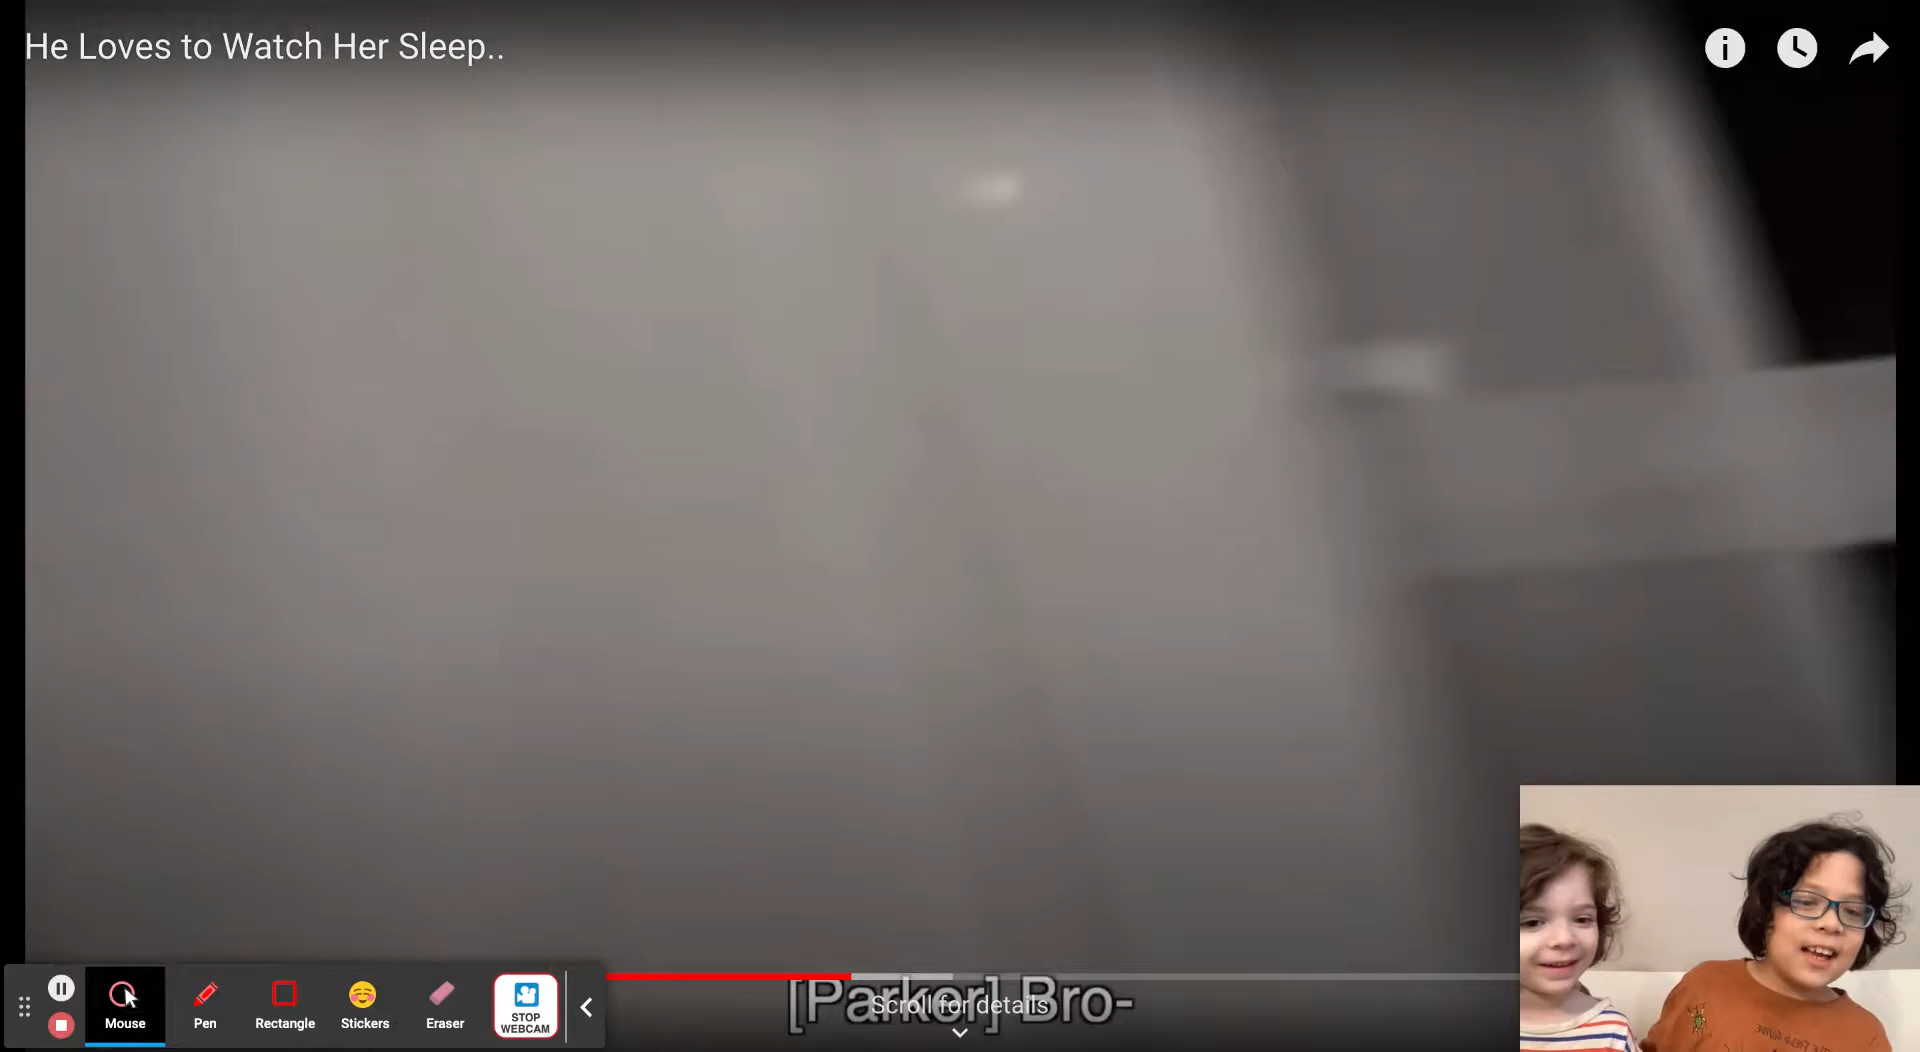 He Loves to Watch Her Sleep..
[Parker] Bro-
Scroll for details
Mouse
Pen
Rectangle
Stickers
Eraser
STOP
WEBCAM